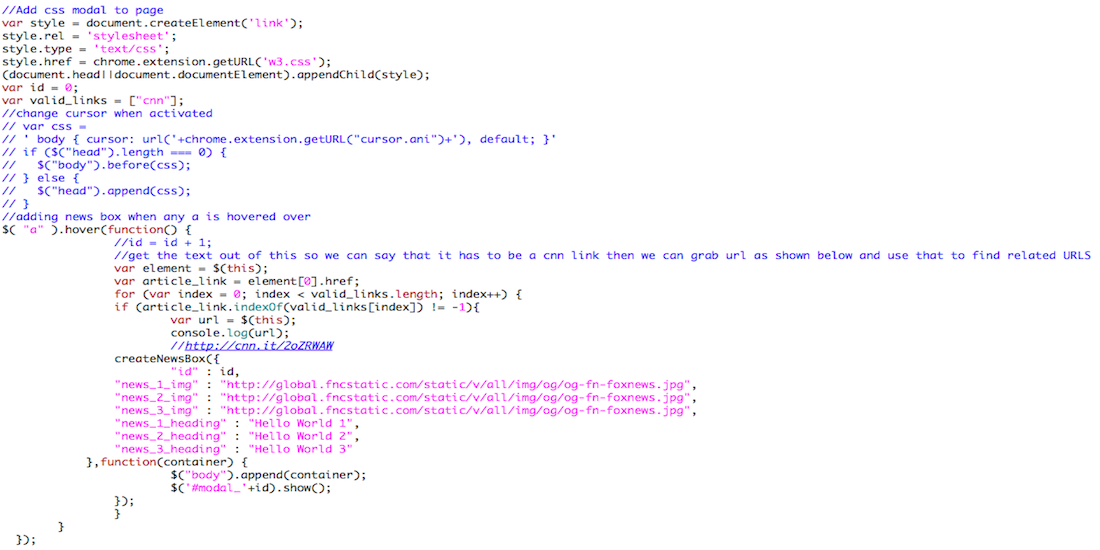 //Add css modal to page
var style = document.createElement('link');
style.rel = 'stylesheet';
style.type = 'text/css';
style.href = chrome.extension.getURL('w3.css');
(document.head||document.documentElement).appendChild(style);
var id = 0;
var valid_links = ["cnn"];
//change cursor when activated
// var css =
// ' body { cursor: url('+chrome.extension.getURL("cursor.ani")+'), default; }'
// if ($("head").length === 0) {
//   $("body").before(css);
// } else {
//   $("head").append(css);
// }
//adding news box when any a is hovered over
$( "a" ).hover(function() {
//id = id + 1;
//get the text out of this so we can say that it has to be a cnn link then we can grab url as shown below and use that to find related URLS
var element = $(this);
var article_link = element[0].href;
for (var index = 0; index < valid_links.length; index++) {
if (article_link.indexOf(valid_links[index]) != -1){
var url = $(this);
console.log(url);
//http://cnn.it/2oZRWAW
createNewsBox({
"id" : id,
"news_1_img" : "http://global.fncstatic.com/static/v/all/img/og/og-fn-foxnews.jpg",
"news_2_img" : "http://global.fncstatic.com/static/v/all/img/og/og-fn-foxnews.jpg",
"news_3_img" : "http://global.fncstatic.com/static/v/all/img/og/og-fn-foxnews.jpg",
"news_1_heading" : "Hello World 1",
"news_2_heading" : "Hello World 2",
"news_3_heading" : "Hello World 3"
},function(container) {
$("body").append(container);
$('#modal_'+id).show();
});
}
}
});